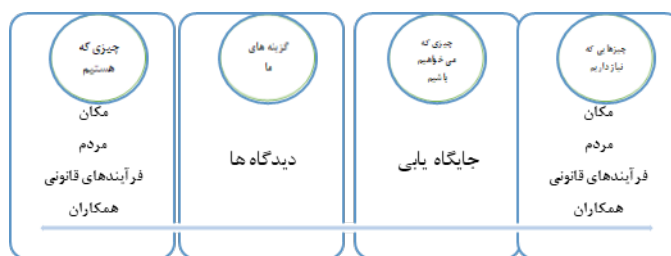 چیزی که
هستیم
مکان
مردم
فرآیندهای قانونی
همکاران
گزینه های
ما
دیدگاه ها
چیزی که
می خواهیم
باشیم
جایگاه یابی
چیزهایی که
نیاز داریم
مکان
مردم
فرآیندهای قانونی
همکاران